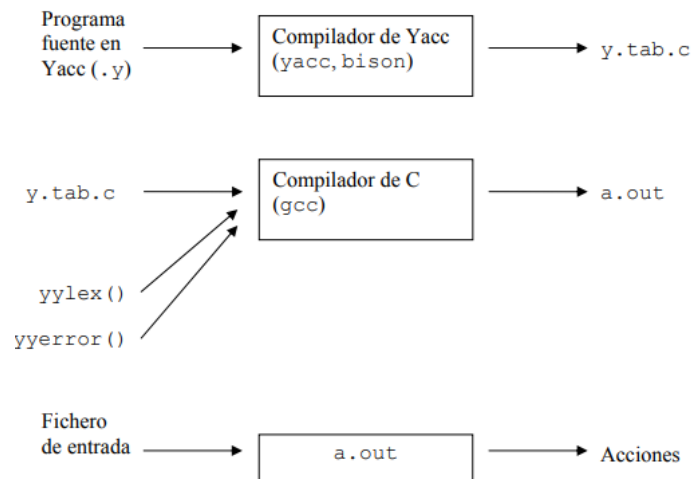 Programa
fuente en
Yacc (.y)
Compilador de Yacc
(yacc, bison)
y.tab.c
y.tab.c
Compilador de C
(gcc)
a.out
yylex()
yyerror()
Fichero
de entrada
a.out
Acciones